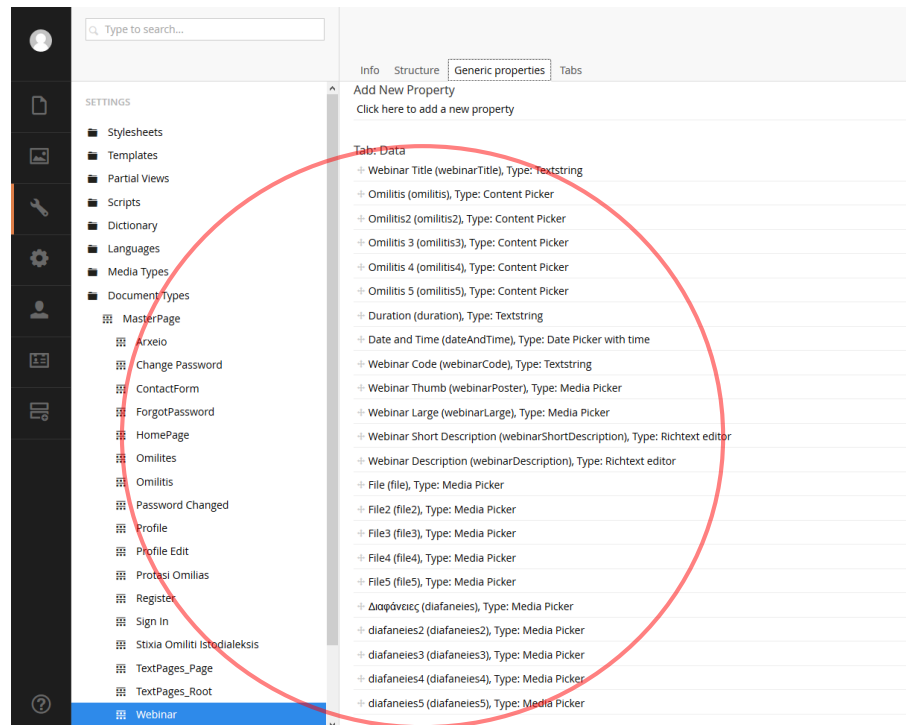 Type to search...
SETTINGS
Stylesheets
Templates
Partial Views
Scripts
Dictionary
Languages
Media Types
Document Types
MasterPage
Arxeio
Change Password
ContactForm
ForgotPassword
HomePage
Omilites
Omilitis
Password Changed
Profile
Profile Edit
Protasi Omilias
Register
Sign In
Stixia Omiliti Istodialeksis
TextPages_Page
TextPages_Root
Webinar
Info Structure Generic properties Tabs
Add New Property
Click here to add a new property
Tab: Data
Webinar Title (webinarTitle), Type: Textstring
Omilitis (omilitis), Type: Content Picker
Omilitis2 (omilitis2), Type: Content Picker
Omilitis 3 (omilitis3), Type: Content Picker
Omilitis 4 (omilitis4), Type: Content Picker
Omilitis 5 (omilitis5), Type: Content Picker
Duration (duration), Type: Textstring
Date and Time (dateAndTime), Type: Date Picker with time
Webinar Code (webinarCode), Type: Textstring
Webinar Thumb (webinarPoster), Type: Media Picker
Webinar Large (webinarLarge), Type: Media Picker
Webinar Short Description (webinarShortDescription), Type: Richtext editor
Webinar Description (webinarDescription), Type: Richtext editor
File (file), Type: Media Picker
File2 (file2), Type: Media Picker
File3 (file3), Type: Media Picker
File4 (file4), Type: Media Picker
File5 (file5), Type: Media Picker
Διαφάνειες (diafaneies), Type: Media Picker
diafaneies2 (diafaneies2), Type: Media Picker
diafaneies3 (diafaneies3), Type: Media Picker
diafaneies4 (diafaneies4), Type: Media Picker
diafaneies5 (diafaneies5), Type: Media Picker